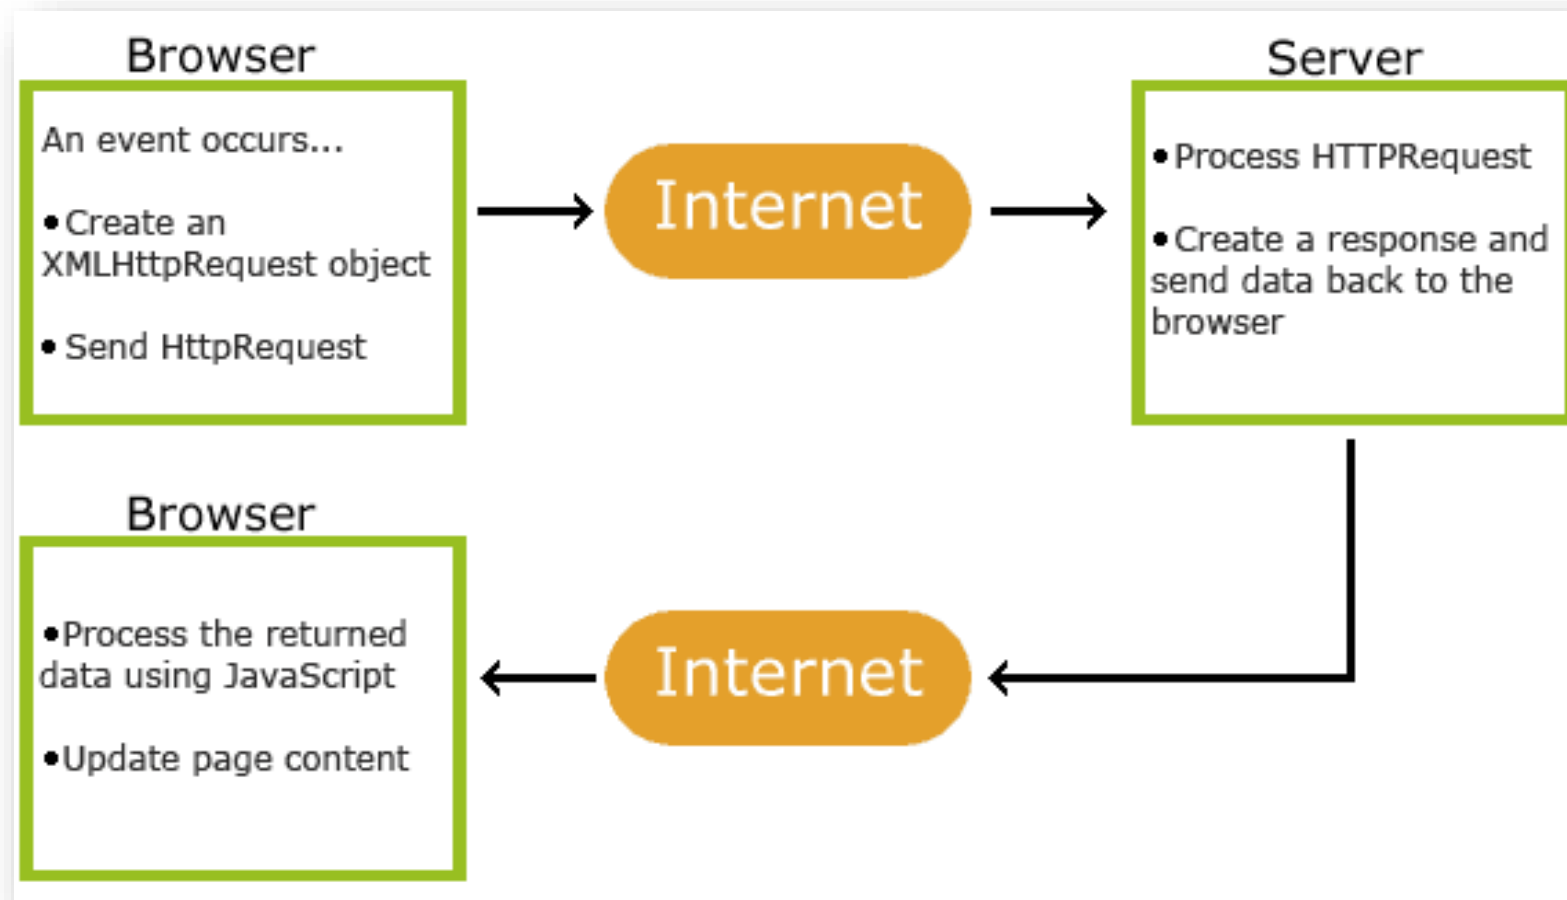 Browser
An event occurs...
•Create an
XMLHttpRequest object
•Send HttpRequest
Internet
Server
•Process HTTPRequest
•Create a response and
send data back to the
browser
Browser
•Process the returned
data using JavaScript
•Update page content
Internet